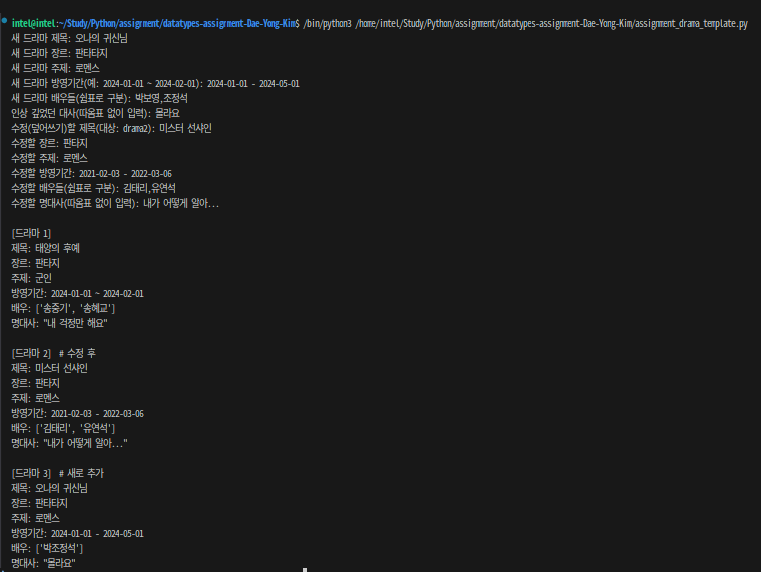 intel@intel:~/Study/Python/assigrment/datatypes-assigrment-Dae-Yong-Kim$ /bin/python3 /home/intel/Study/Python/assignment/datatypes-assignment-Dae-Yong-Kim/assignment_drama_template.py
새 드라마 제목: 오나의 귀신님
새 드라마 장르: 판타타지
새 드라마 주제: 로멘스
새 드라마 방영기간(예: 2024-01-01 ~ 2024-02-01): 2024-01-01 - 2024-05-01
새 드라마 배우들(쉼표로 구분): 박보영,조정석
인상 깊었던 대사(따옴표 없이 입력): 몰라요
수정(덮어쓰기)할 제목(대상: drama2): 미스터 선샤인
수정할 장르: 판타지
수정할 주제: 로멘스
수정할 방영기간: 2021-02-03 - 2022-03-06
수정할 배우들(쉼표로 구분): 김태리,유연석
수정할 명대사(따옴표 없이 입력): 내가 어떻게 알아...
[드라마 1]
제목: 태양의 후예
장르: 판타지
주제: 군인
방영기간: 2024-01-01 ~ 2024-02-01
배우: ['송중기', '송혜교']
명대사: "내 걱정만 해요"
[드라마 2] # 수정 후
제목: 미스터 선샤인
장르: 판타지
주제: 로멘스
방영기간: 2021-02-03 - 2022-03-06
배우: ['김태리', '유연석']
명대사: "내가 어떻게 알아..."
[드라마 3] # 새로 추가
제목: 오나의 귀신님
장르: 판타타지
주제: 로멘스
방영기간: 2024-01-01 - 2024-05-01
배우: ['박조정석']
명대사: "몰라요"